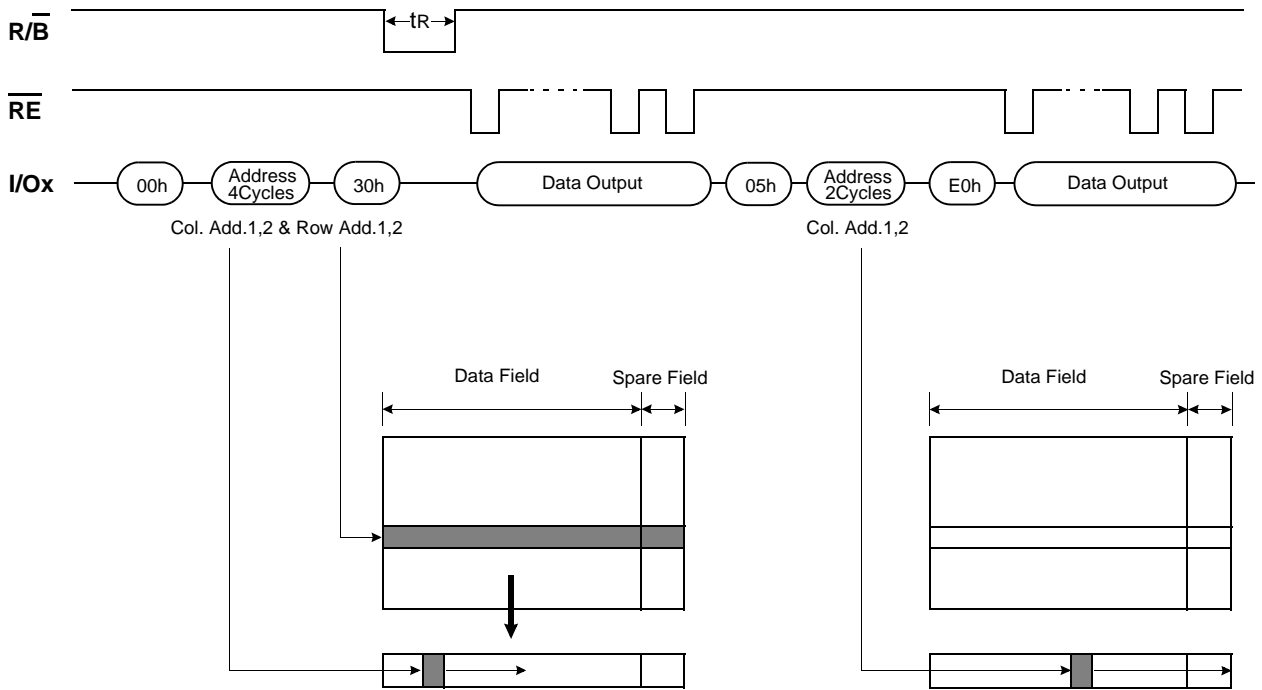 R/B̅
tR
R̅E̅
I/Ox
00h
Address
4Cycles
30h
Data Output
05h
Address
2Cycles
E0h
Data Output
Col. Add.1,2 & Row Add.1,2
Col. Add.1,2
Data Field
Spare Field
Data Field
Spare Field